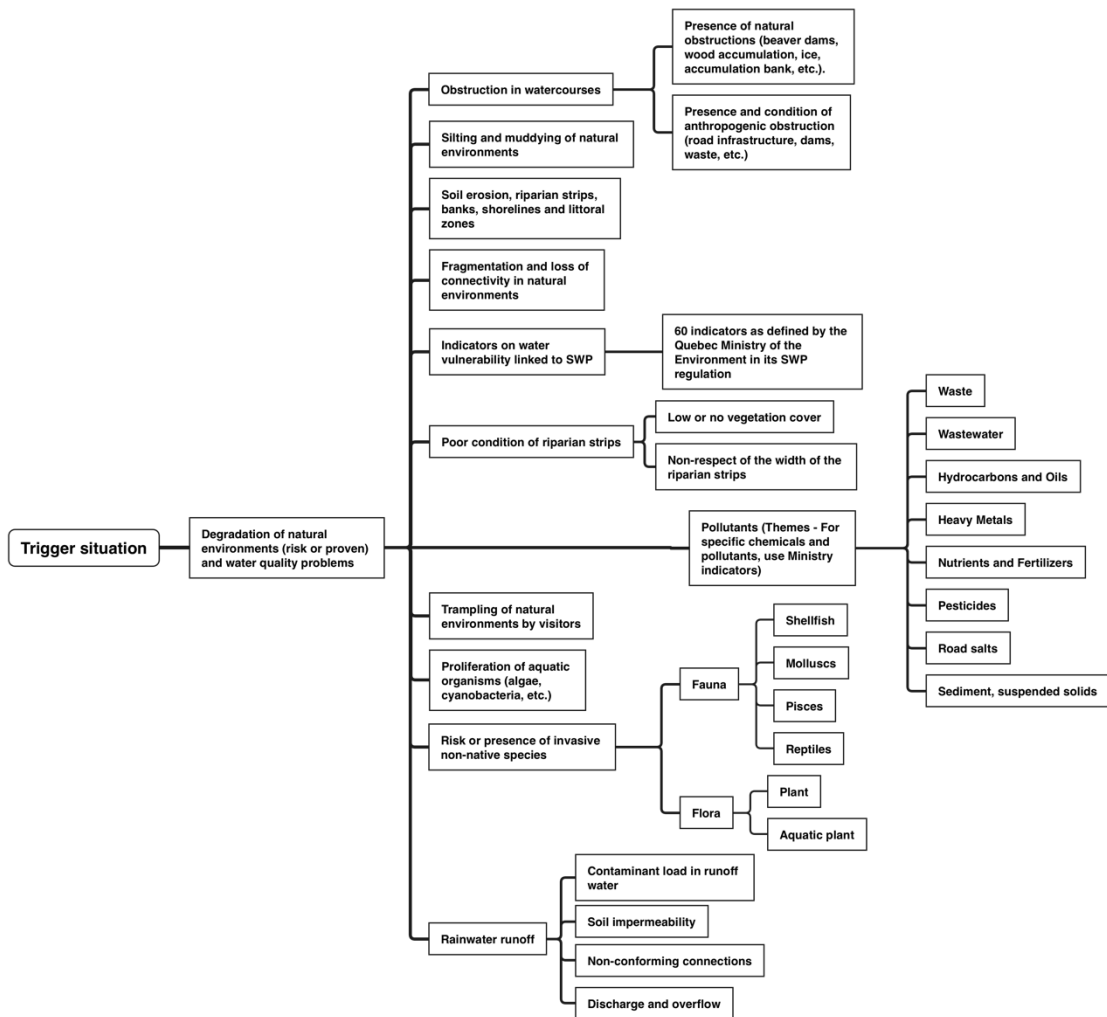 Trigger situation
Degradation of natural
environments (risk or proven)
and water quality problems
Obstruction in watercourses
Presence of natural
obstructions (beaver dams,
wood accumulation, ice,
accumulation bank, etc.).
Presence and condition of
anthropogenic obstruction
(road infrastructure, dams,
waste, etc.)
Silting and muddying of natural
environments
Soil erosion, riparian strips,
banks, shorelines and littoral
zones
Fragmentation and loss of
connectivity in natural
environments
Indicators on water
vulnerability linked to SWP
60 indicators as defined by the
Quebec Ministry of the
Environment in its SWP
regulation
Poor condition of riparian strips
Low or no vegetation cover
Non-respect of the width of the
riparian strips
Pollutants (Themes - For
specific chemicals and
pollutants, use Ministry
indicators)
Waste
Wastewater
Hydrocarbons and Oils
Heavy Metals
Nutrients and Fertilizers
Pesticides
Road salts
Sediment, suspended solids
Trampling of natural
environments by visitors
Proliferation of aquatic
organisms (algae,
cyanobacteria, etc.)
Risk or presence of invasive
non-native species
Fauna
Shellfish
Molluscs
Pisces
Reptiles
Flora
Plant
Aquatic plant
Rainwater runoff
Contaminant load in runoff
water
Soil impermeability
Non-conforming connections
Discharge and overflow